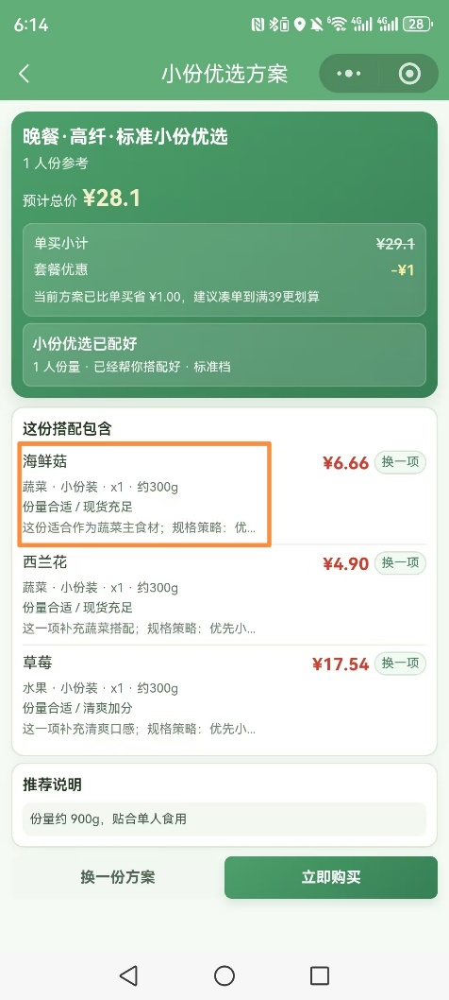 6:14
6 4G 4G 28
小份优选方案
晚餐·高纤·标准小份优选
1 人份参考
预计总价 ¥28.1
单买小计 ¥29.1
套餐优惠 -¥1
当前方案已比单买省 ¥1.00，建议凑单到满39更划算
小份优选已配好
1 人份量 · 已经帮你搭配好 · 标准档
这份搭配包含
海鲜菇 ¥6.66 换一项
蔬菜 · 小份装 · x1 · 约300g
份量合适 / 现货充足
这份适合作为蔬菜主食材；规格策略：优...
西兰花 ¥4.90 换一项
蔬菜 · 小份装 · x1 · 约300g
份量合适 / 现货充足
这一项补充蔬菜搭配；规格策略：优先小...
草莓 ¥17.54 换一项
水果 · 小份装 · x1 · 约300g
份量合适 / 清爽加分
这一项补充清爽口感；规格策略：优先小...
推荐说明
份量约 900g，贴合单人食用
换一份方案 立即购买